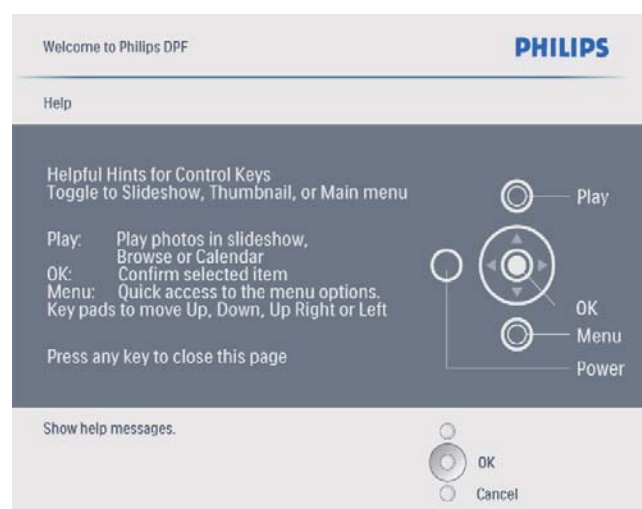 Welcome to Philips DPF
PHILIPS
Help
Helpful Hints for Control Keys
Toggle to Slideshow, Thumbnail, or Main menu
Play: Play photos in slideshow,
Browse or Calendar
OK: Confirm selected item
Menu: Quick access to the menu options.
Key pads to move Up, Down, Up Right or Left
Press any key to close this page
Play
OK
Menu
Power
Show help messages.
OK
Cancel